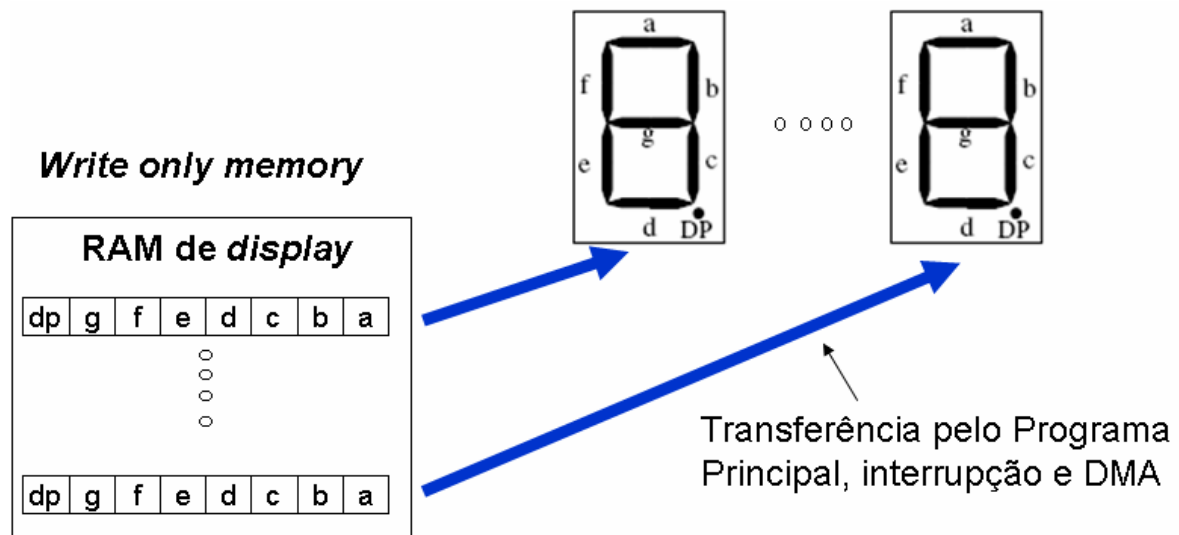 a
f b
g
e c
d DP
o o o o
a
f b
g
e c
d DP
Write only memory
RAM de display
dp g f e d c b a
o
o
o
o
dp g f e d c b a
Transferência pelo Programa
Principal, interrupção e DMA